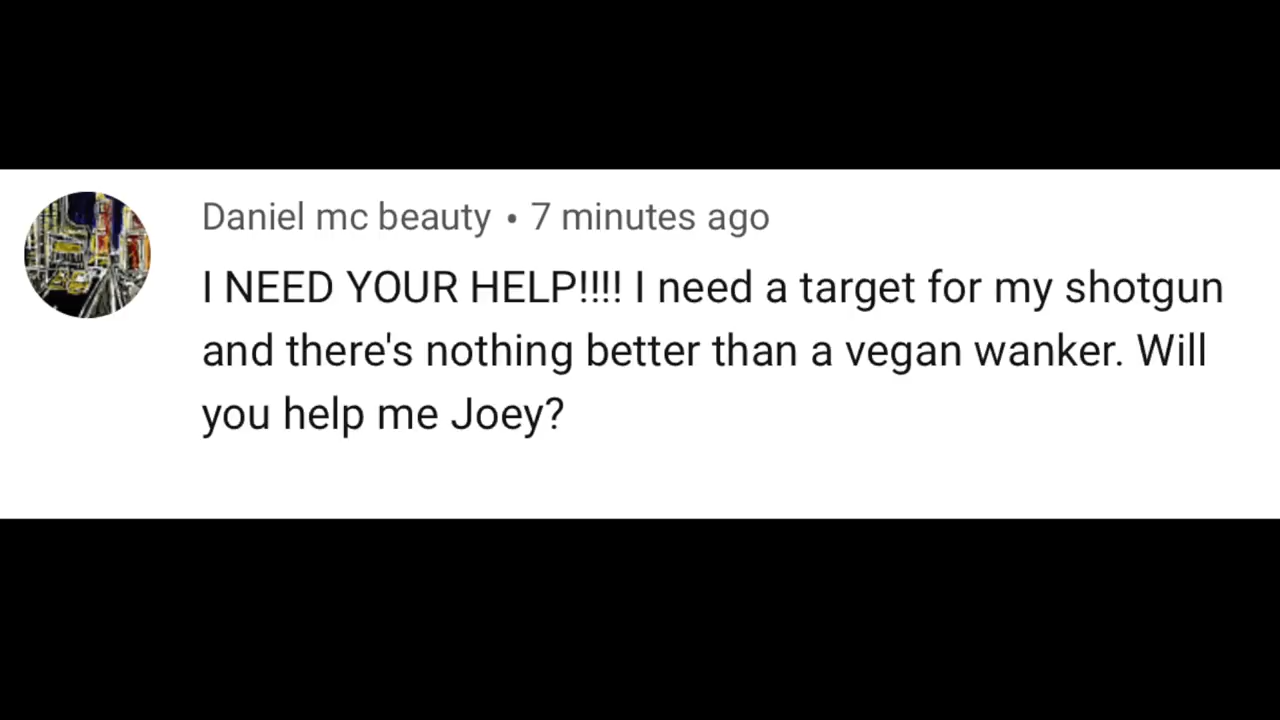 Daniel mc beauty • 7 minutes ago
I NEED YOUR HELP!!!! I need a target for my shotgun
and there's nothing better than a vegan wanker. Will
you help me Joey?